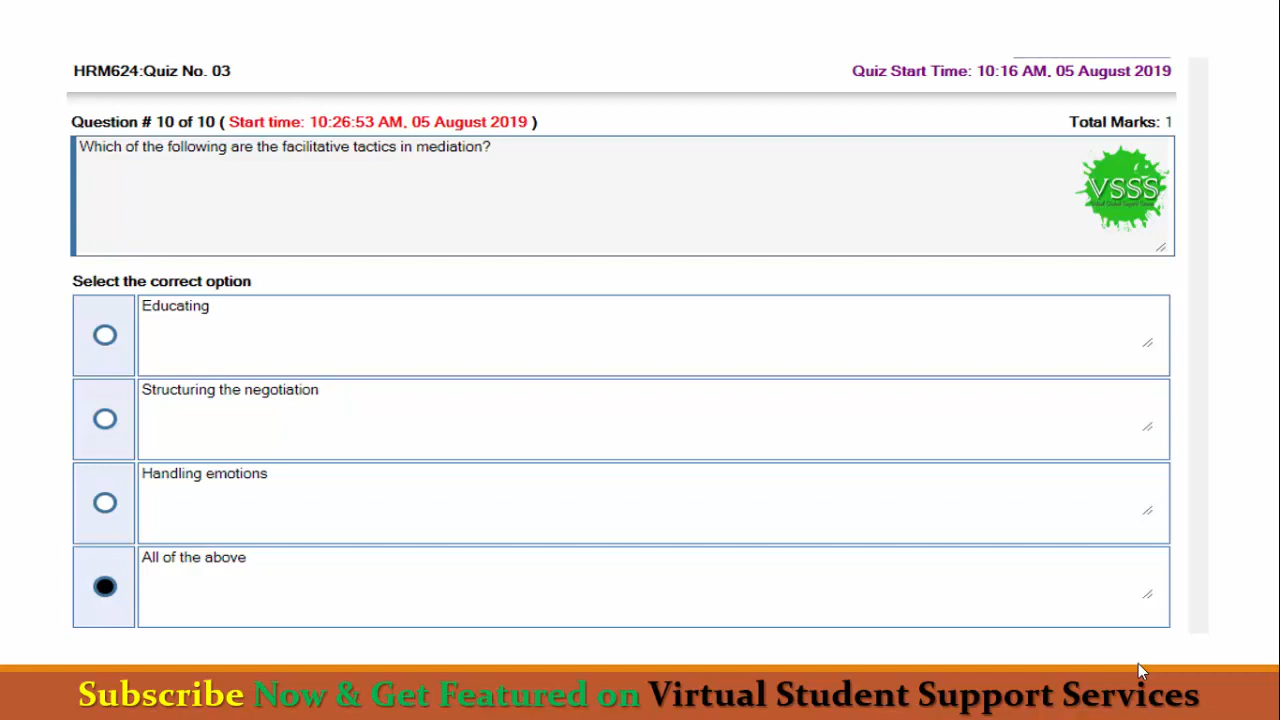 HRM624:Quiz No. 03
Quiz Start Time: 10:16 AM, 05 August 2019
Question # 10 of 10 ( Start time: 10:26:53 AM, 05 August 2019 )
Total Marks: 1
Which of the following are the facilitative tactics in mediation?
VSSS
Select the correct option
Educating
Structuring the negotiation
Handling emotions
All of the above
Subscribe Now & Get Featured on Virtual Student Support Services